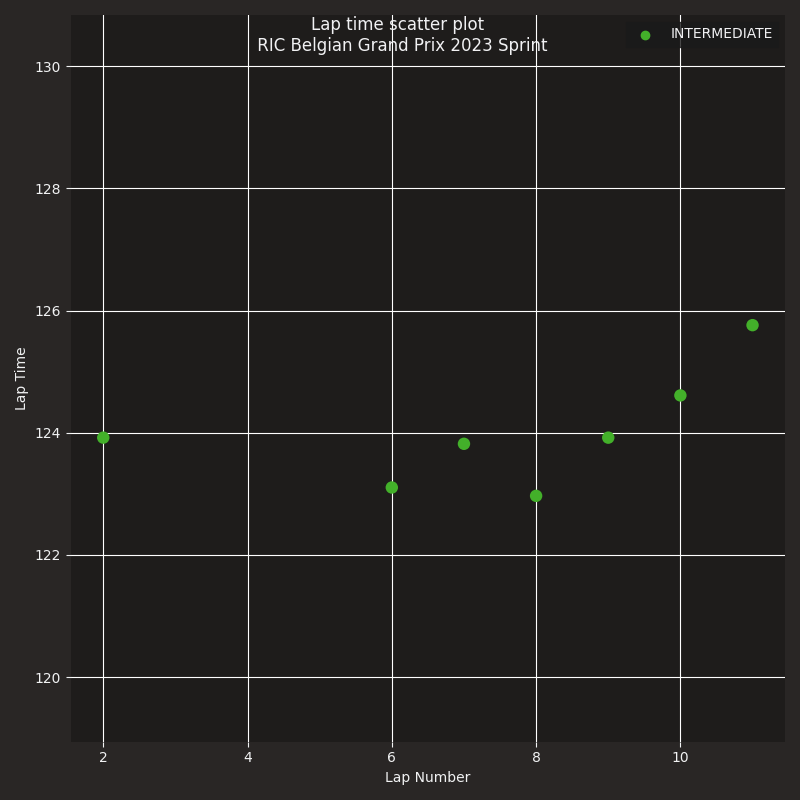 Lap time scatter plot
RIC Belgian Grand Prix 2023 Sprint
INTERMEDIATE
130
128
126
124
122
120
Lap Time
2 4 6 8 10
Lap Number